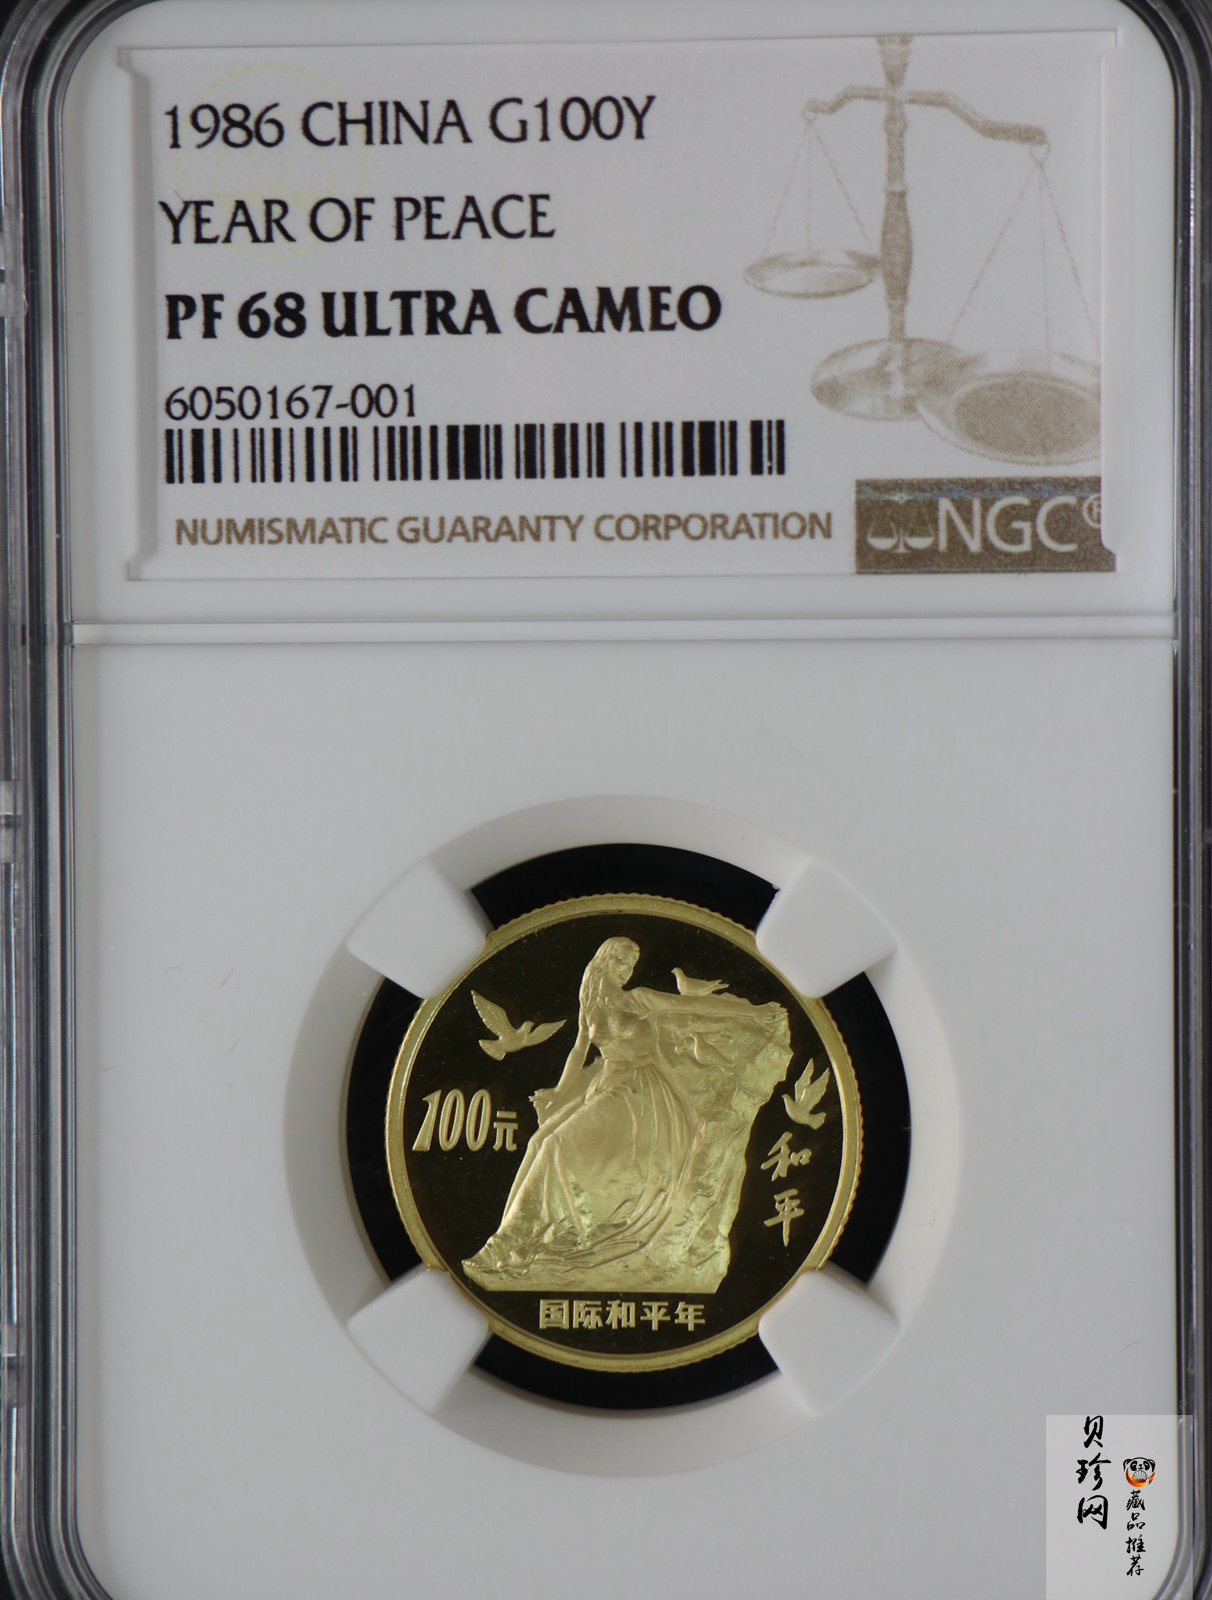 1986 CHINA G100Y
YEAR OF PEACE
PF 68 ULTRA CAMEO
6050167-001
NUMISMATIC GUARANTY CORPORATION
NGC®
100元
和平
国际和平年
贝珍网
藏品推荐